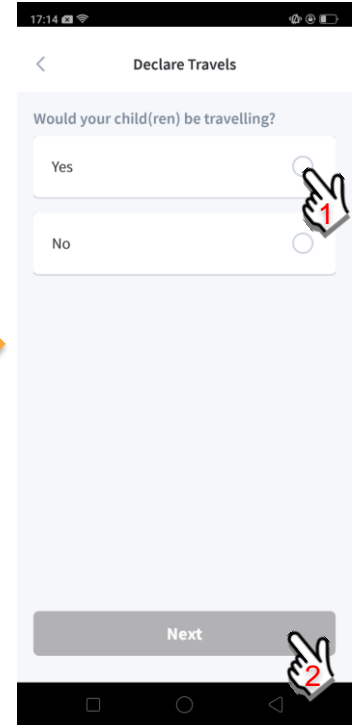 17:14
Declare Travels
Would your child(ren) be travelling?
Yes
1
No
Next
2